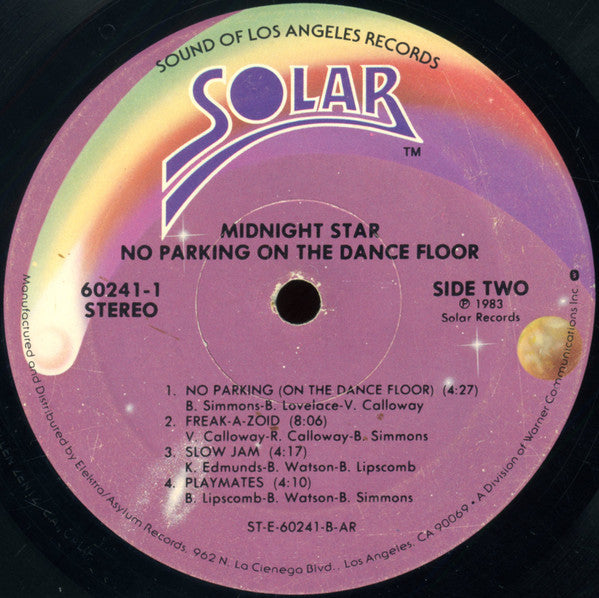 SOUND OF LOS ANGELES RECORDS
SOLAR
TM
MIDNIGHT STAR
NO PARKING ON THE DANCE FLOOR
60241-1
STEREO
SIDE TWO
℗ 1983
Solar Records
1. NO PARKING (ON THE DANCE FLOOR) (4:27)
B. Simmons-B. Lovelace-V. Calloway
2. FREAK-A-ZOID (8:06)
V. Calloway-R. Calloway-B. Simmons
3. SLOW JAM (4:17)
K. Edmunds-B. Watson-B. Lipscomb
4. PLAYMATES (4:10)
B. Lipscomb-B. Watson-B. Simmons
ST-E-60241-B-AR
Manufactured and Distributed by Elektra/Asylum Records, 962 N. La Cienega Blvd., Los Angeles, CA 90069 • A Division of Warner Communications Inc.